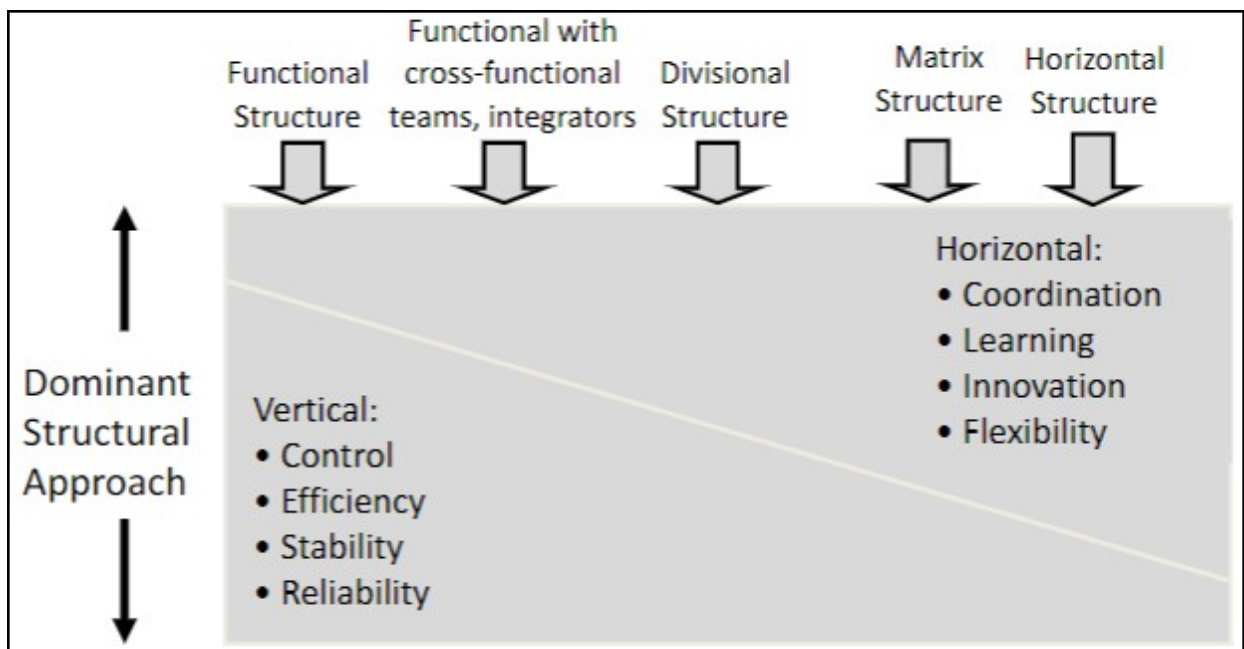 Functional
Structure
Functional with
cross-functional
teams, integrators
Divisional
Structure
Matrix
Structure
Horizontal
Structure
Dominant
Structural
Approach
Horizontal:
• Coordination
• Learning
• Innovation
• Flexibility
Vertical:
• Control
• Efficiency
• Stability
• Reliability